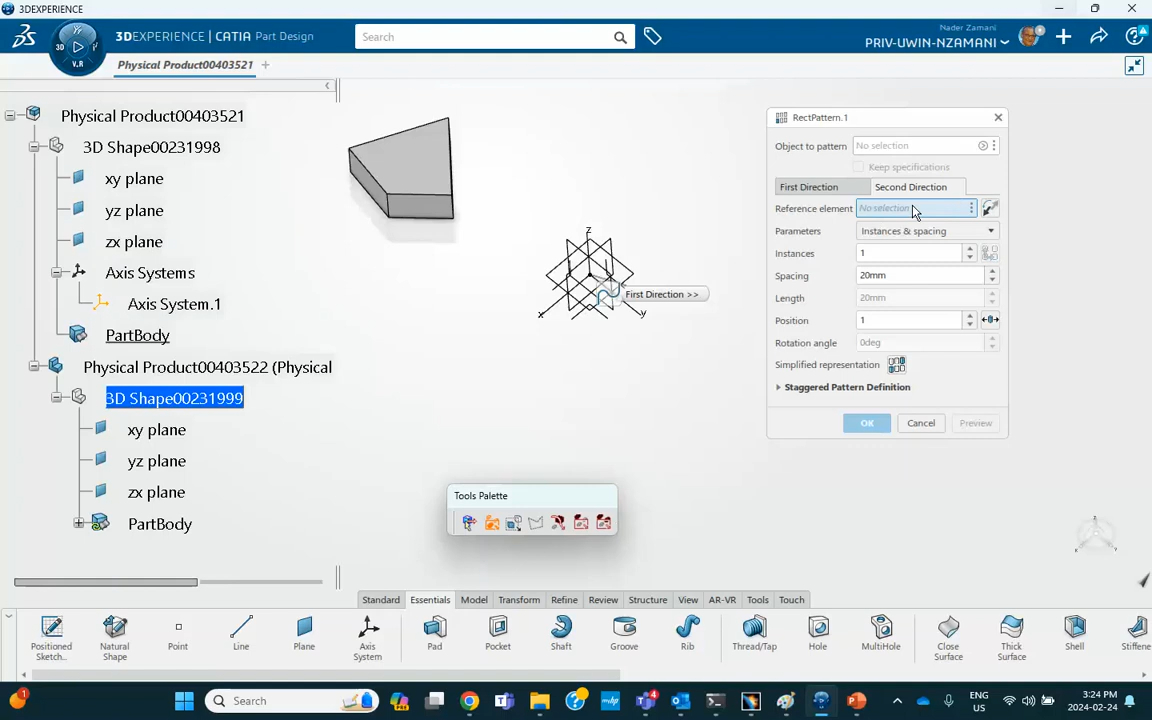 3DEXPERIENCE
3DEXPERIENCE | CATIA Part Design
Search
Nader Zamani
PRIV-UWIN-NZAMANI
3D
V.R
Physical Product00403521
Physical Product00403521
3D Shape00231998
xy plane
yz plane
zx plane
Axis Systems
Axis System.1
PartBody
Physical Product00403522 (Physical
3D Shape00231999
xy plane
yz plane
zx plane
PartBody
z
x
y
First Direction >>
RectPattern.1
Object to pattern No selection
Keep specifications
First Direction Second Direction
Reference element No selection
Parameters Instances & spacing
Instances 1
Spacing 20mm
Length 20mm
Position 1
Rotation angle 0deg
Simplified representation
Staggered Pattern Definition
OK Cancel Preview
Tools Palette
z
x y
Standard Essentials Model Transform Refine Review Structure View AR-VR Tools Touch
Positioned Sketch... Natural Shape Point Line Plane Axis System Pad Pocket Shaft Groove Rib Thread/Tap Hole MultiHole Close Surface Thick Surface Shell Stiffene
1
Search
PRE
4
ENG
US
3:24 PM
2024-02-24